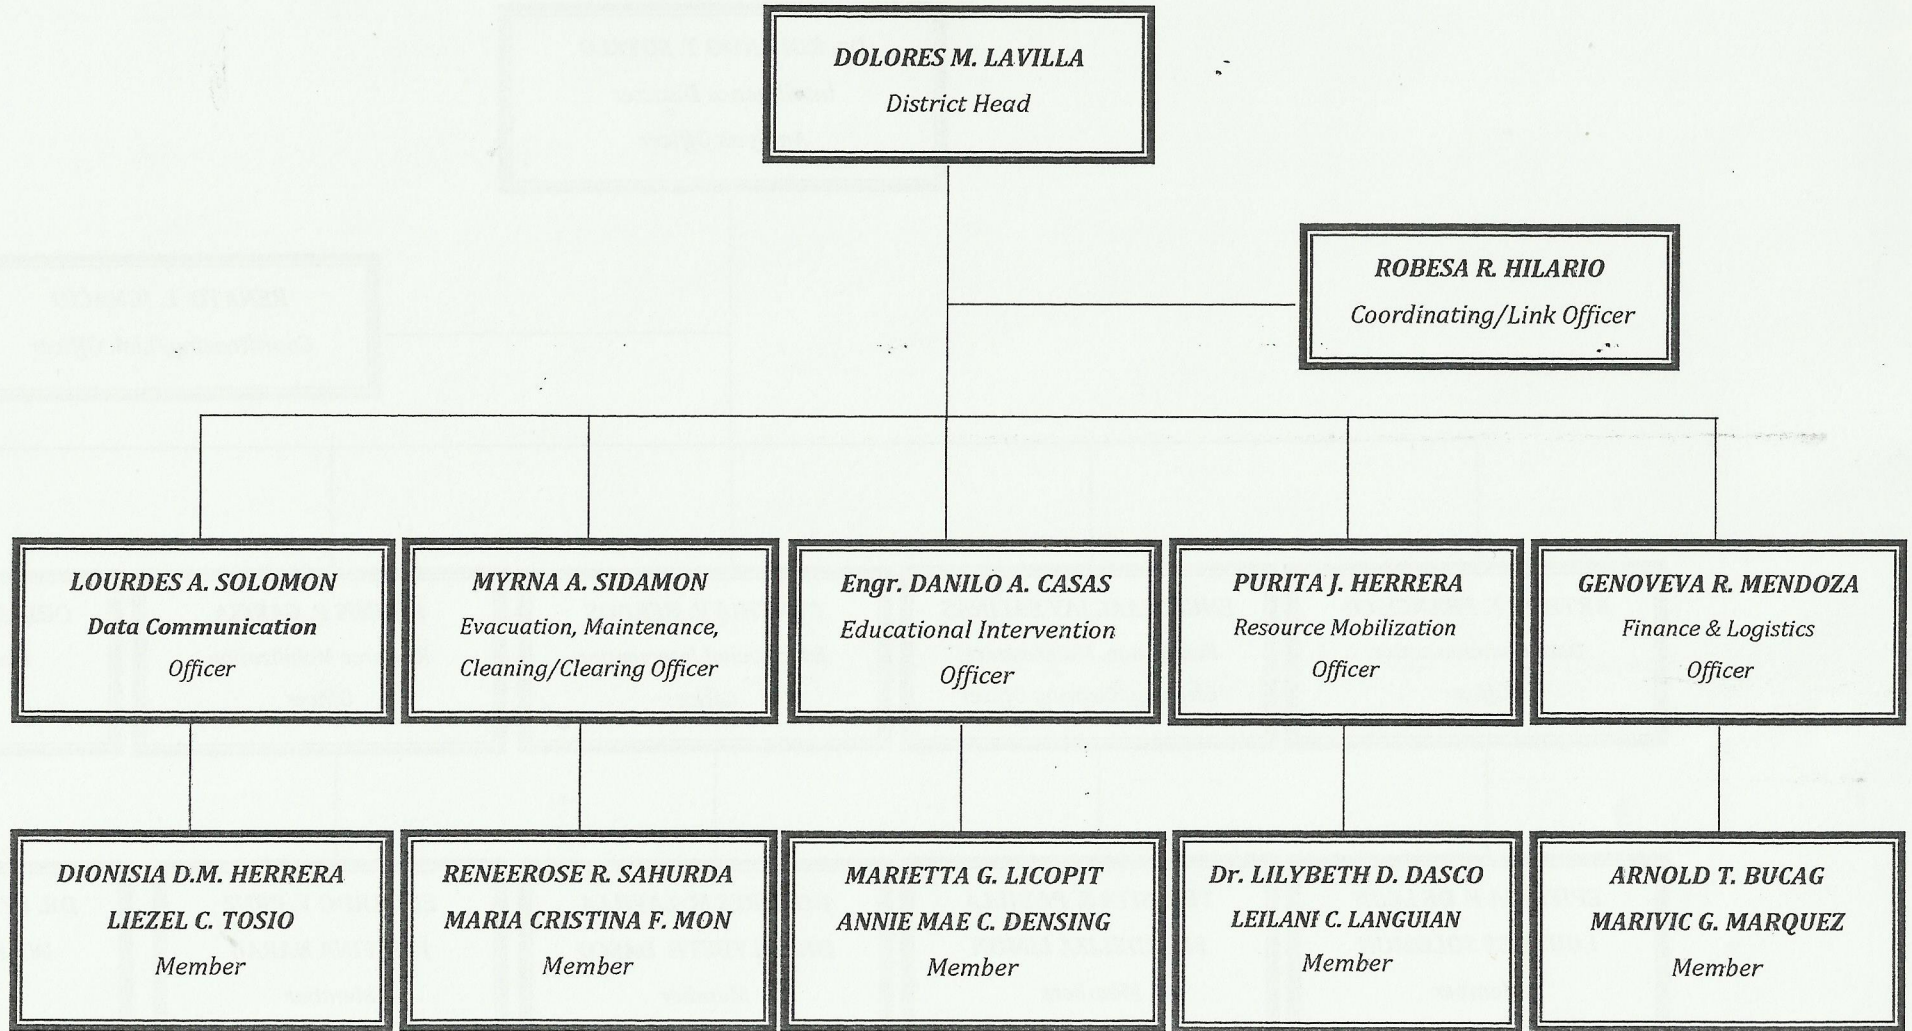 DOLORES M. LAVILLA
District Head
ROBESA R. HILARIO
Coordinating/Link Officer
LOURDES A. SOLOMON
Data Communication
Officer
MYRNA A. SIDAMON
Evacuation, Maintenance,
Cleaning/Clearing Officer
Engr. DANILO A. CASAS
Educational Intervention
Officer
PURITA J. HERRERA
Resource Mobilization
Officer
GENOVEVA R. MENDOZA
Finance & Logistics
Officer
DIONISIA D.M. HERRERA
LIEZEL C. TOSIO
Member
RENEEROSE R. SAHURDA
MARIA CRISTINA F. MON
Member
MARIETTA G. LICOPIT
ANNIE MAE C. DENSING
Member
Dr. LILYBETH D. DASCO
LEILANI C. LANGUIAN
Member
ARNOLD T. BUCAG
MARIVIC G. MARQUEZ
Member